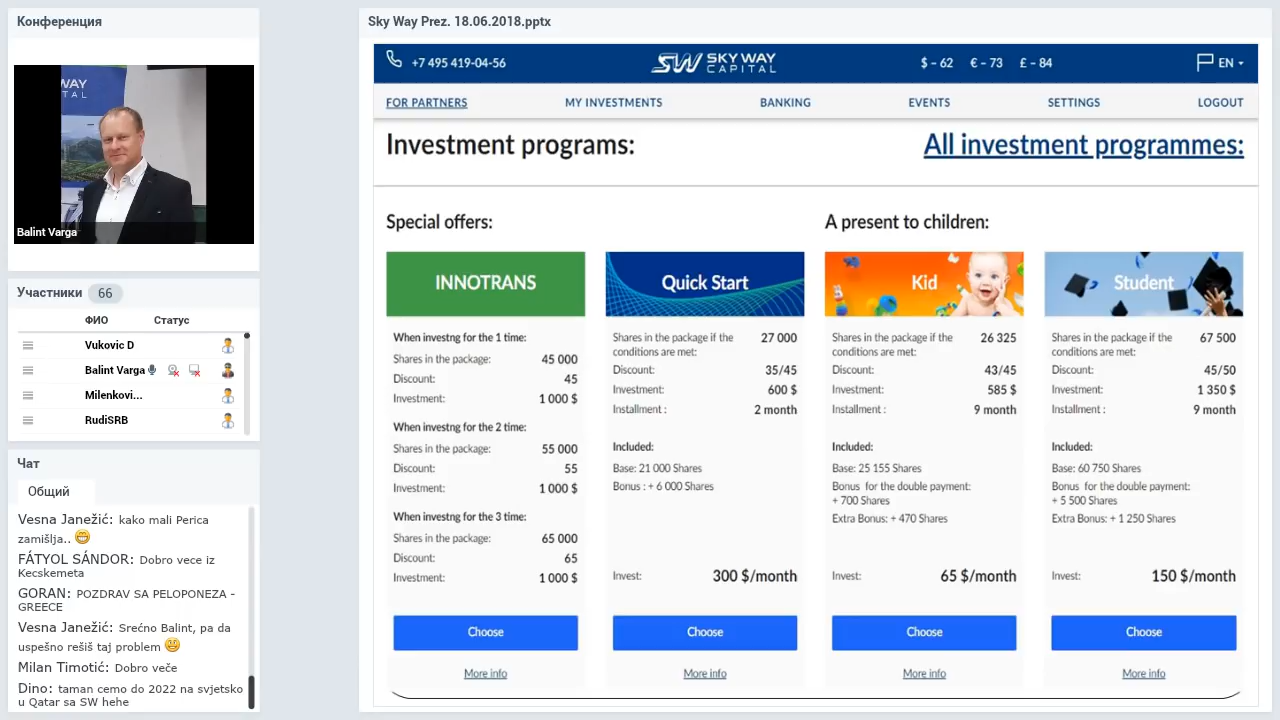 Конференция
WAY
TAL
Balint Varga
Участники 66
ФИО Статус
Vukovic D
Balint Varga
Milenkovi...
RudiSRB
Чат
Общий
Vesna Janežić: kako mali Perica
zamišlja..
FÁTYOL SÁNDOR: Dobro vece iz
Kecskemeta
GORAN: POZDRAV SA PELOPONEZA -
GREECE
Vesna Janežić: Srećno Balint, pa da
uspešno rešiš taj problem
Milan Timotić: Dobro veče
Dino: taman cemo do 2022 na svjetsko
u Qatar sa SW hehe
Sky Way Prez. 18.06.2018.pptx
+7 495 419-04-56
SW SKY WAY
CAPITAL
$ – 62 € – 73 £ – 84
EN
FOR PARTNERS MY INVESTMENTS BANKING EVENTS SETTINGS LOGOUT
Investment programs:
All investment programmes:
Special offers:
A present to children:
INNOTRANS
When investng for the 1 time:
Shares in the package: 45 000
Discount: 45
Investment: 1 000 $
When investng for the 2 time:
Shares in the package: 55 000
Discount: 55
Investment: 1 000 $
When investng for the 3 time:
Shares in the package: 65 000
Discount: 65
Investment: 1 000 $
Choose
More info
Quick Start
Shares in the package if the 27 000
conditions are met:
Discount: 35/45
Investment: 600 $
Installment : 2 month
Included:
Base: 21 000 Shares
Bonus : + 6 000 Shares
Invest: 300 $/month
Choose
More info
Kid
Shares in the package if the 26 325
conditions are met:
Discount: 43/45
Investment: 585 $
Installment : 9 month
Included:
Base: 25 155 Shares
Bonus for the double payment:
+ 700 Shares
Extra Bonus: + 470 Shares
Invest: 65 $/month
Choose
More info
Student
Shares in the package if the 67 500
conditions are met:
Discount: 45/50
Investment: 1 350 $
Installment : 9 month
Included:
Base: 60 750 Shares
Bonus for the double payment:
+ 5 500 Shares
Extra Bonus: + 1 250 Shares
Invest: 150 $/month
Choose
More info